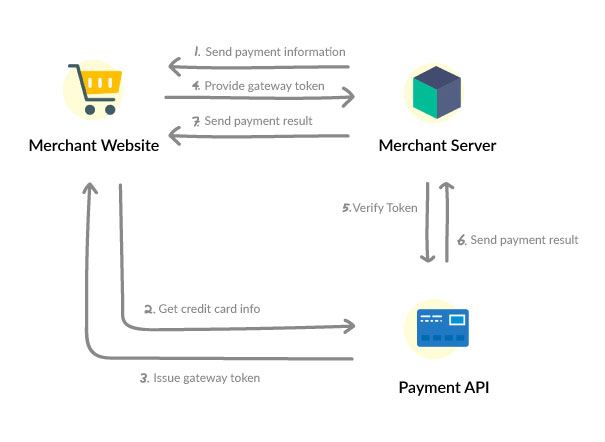 1. Send payment information
4. Provide gateway token
7. Send payment result
Merchant Website
Merchant Server
5. Verify Token
6. Send payment result
2. Get credit card info
3. Issue gateway token
Payment API